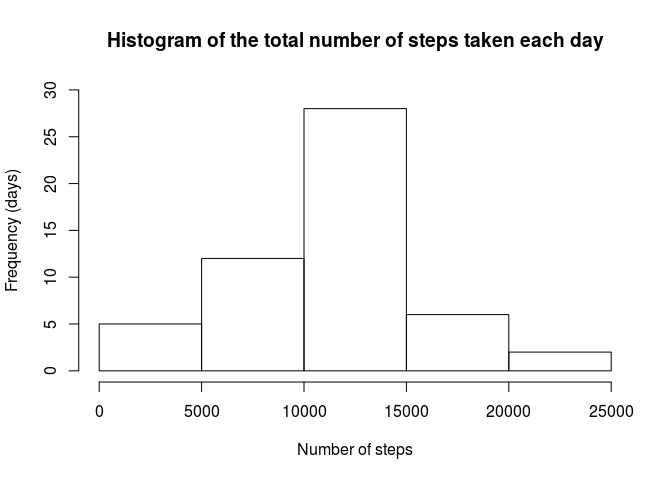 Histogram of the total number of steps taken each day
30
25
20
15
10
5
0
Frequency (days)
0 5000 10000 15000 20000 25000
Number of steps